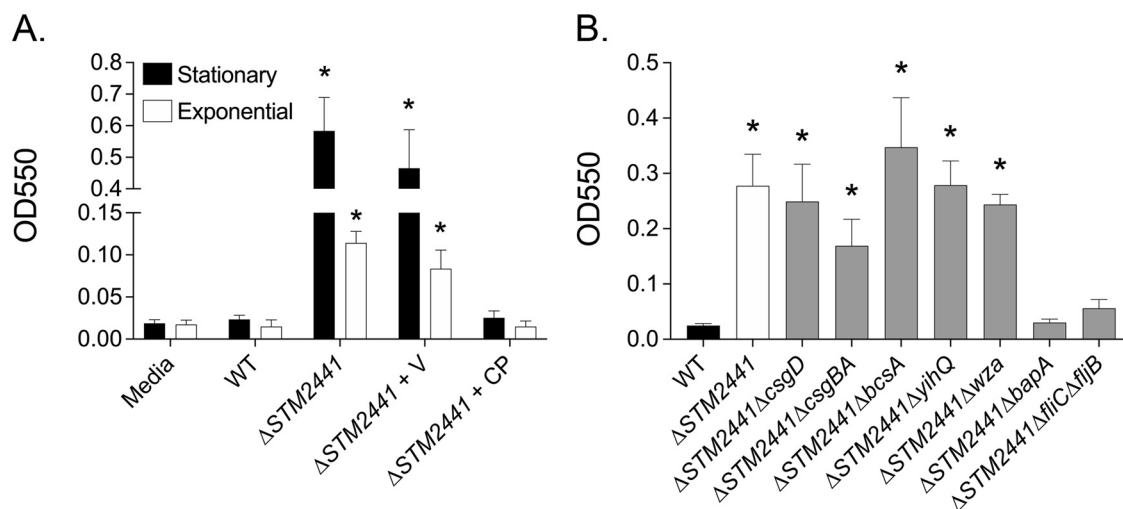 A.
0.8
0.7
0.6
0.5
0.4
0.15
0.10
0.05
0.00
OD550
Stationary
Exponential
*
*
*
*
Media
WT
ΔSTM2441
ΔSTM2441 + V
ΔSTM2441 + CP
B.
0.5
0.4
0.3
0.2
0.1
0.0
OD550
*
*
*
*
*
*
WT
ΔSTM2441
ΔSTM2441ΔcsgD
ΔSTM2441ΔcsgBA
ΔSTM2441ΔbcsA
ΔSTM2441ΔyihQ
ΔSTM2441Δwza
ΔSTM2441ΔbapA
ΔSTM2441ΔfliCΔfljB